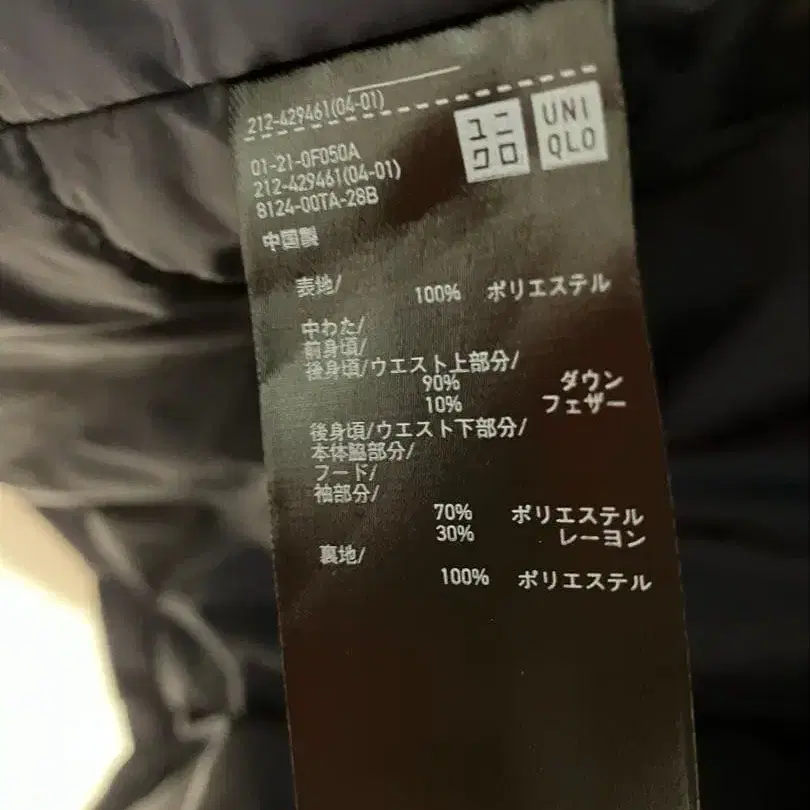 212-429461(04-01)
ユニクロ
UNIQLO
01-21-0F050A
212-429461(04-01)
8124-00TA-28B
中国製
表地/
100% ポリエステル
中わた/
前身頃/
後身頃/ウエスト上部分/
90% ダウン
10% フェザー
後身頃/ウエスト下部分/
本体脇部分/
フード/
袖部分/
70% ポリエステル
30% レーヨン
裏地/
100% ポリエステル